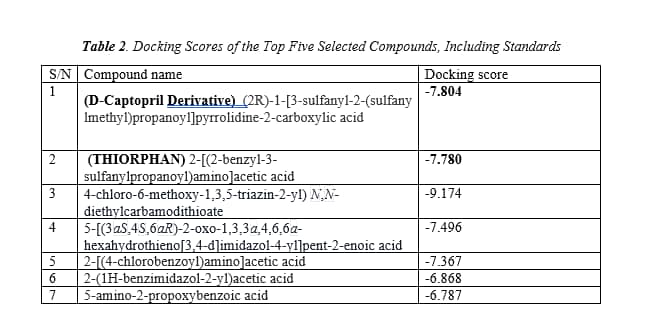 Table 2. Docking Scores of the Top Five Selected Compounds, Including Standards
S/N Compound name Docking score
1 (D-Captopril Derivative) (2R)-1-[3-sulfanyl-2-(sulfany -7.804
lmethyl)propanoyl]pyrrolidine-2-carboxylic acid
2 (THIORPHAN) 2-[(2-benzyl-3- -7.780
sulfanylpropanoyl)amino]acetic acid
3 4-chloro-6-methoxy-1,3,5-triazin-2-yl) N,N- -9.174
diethylcarbamodithioate
4 5-[(3aS,4S,6aR)-2-oxo-1,3,3a,4,6,6a- -7.496
hexahydrothieno[3,4-d]imidazol-4-yl]pent-2-enoic acid
5 2-[(4-chlorobenzoyl)amino]acetic acid -7.367
6 2-(1H-benzimidazol-2-yl)acetic acid -6.868
7 5-amino-2-propoxybenzoic acid -6.787